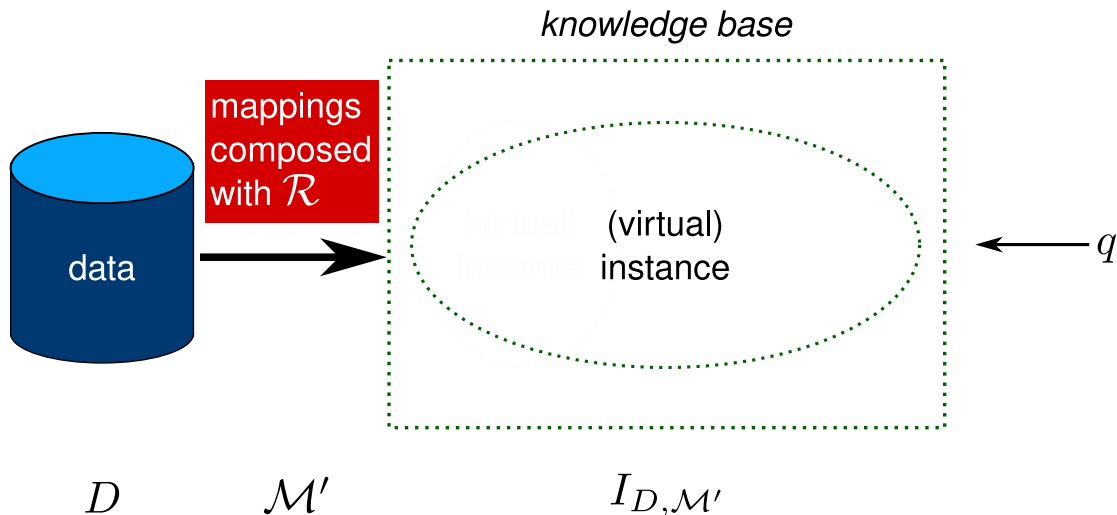 knowledge base
mappings
composed
with ℛ
data
(virtual)
instance
q
D
ℳ′
I_{D,ℳ′}